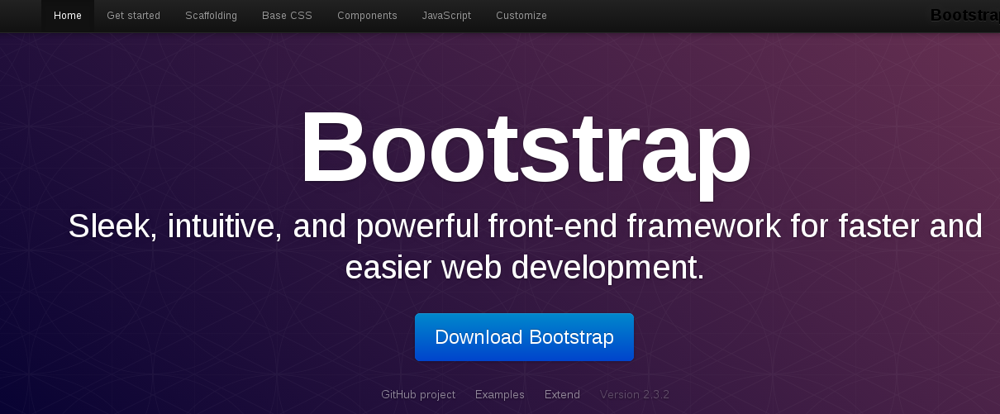 Home Get started Scaffolding Base CSS Components JavaScript Customize Bootstrap
Bootstrap
Sleek, intuitive, and powerful front-end framework for faster and
easier web development.
Download Bootstrap
GitHub project Examples Extend Version 2.3.2